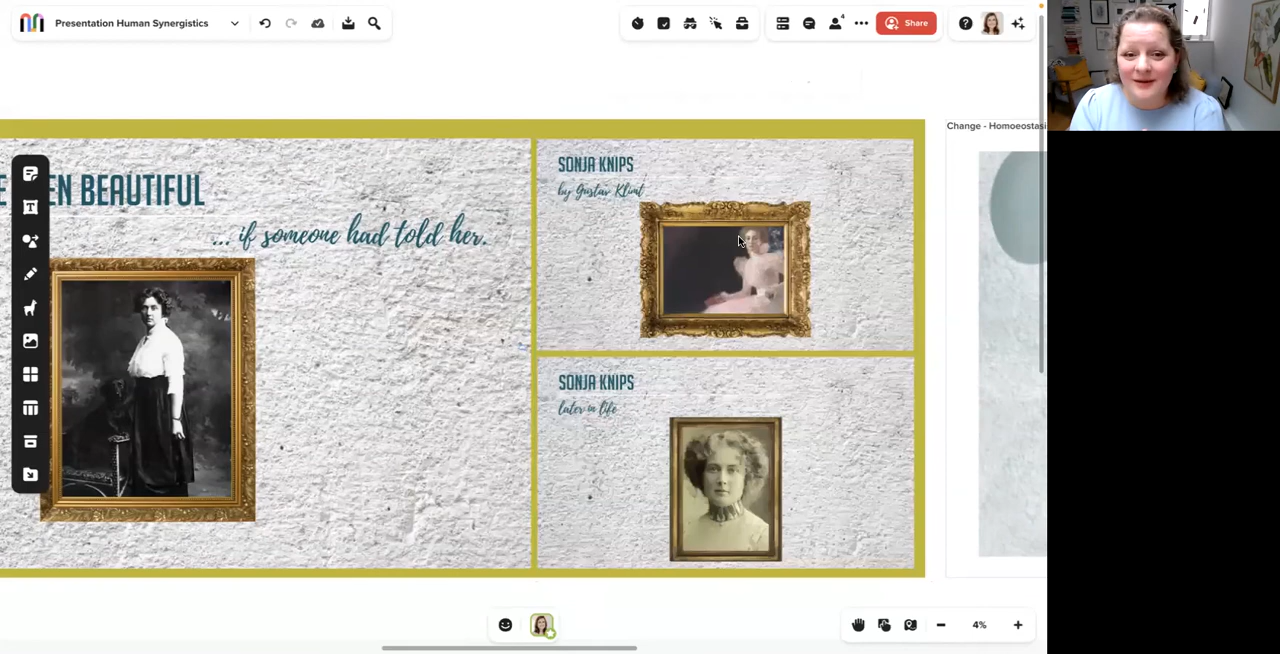 Presentation Human Synergistics
4
Share
EN BEAUTIFUL
... if someone had told her.
SONJA KNIPS
by Gustav Klimt
SONJA KNIPS
later in life
Change - Homoeostasi
T
4%